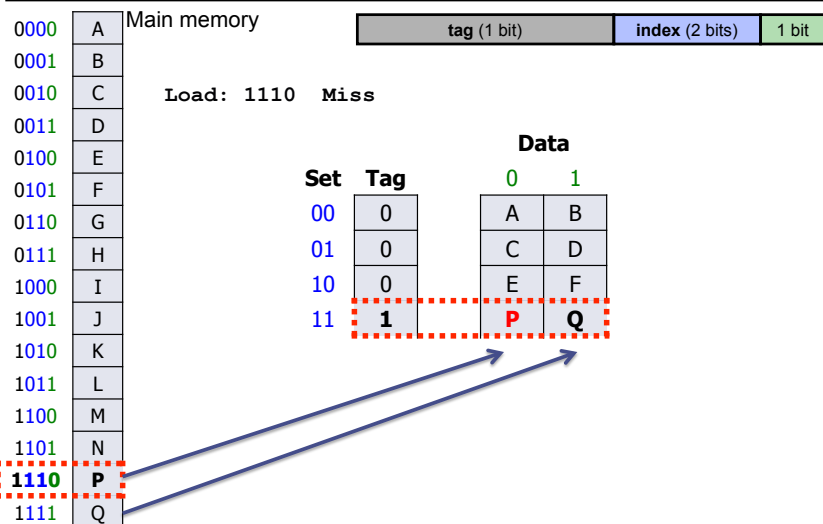 Main memory
tag (1 bit) index (2 bits) 1 bit
0000 A
0001 B
0010 C
0011 D
0100 E
0101 F
0110 G
0111 H
1000 I
1001 J
1010 K
1011 L
1100 M
1101 N
1110 P
1111 Q
Load: 1110 Miss
Data
Set Tag 0 1
00 0 A B
01 0 C D
10 0 E F
11 1 P Q